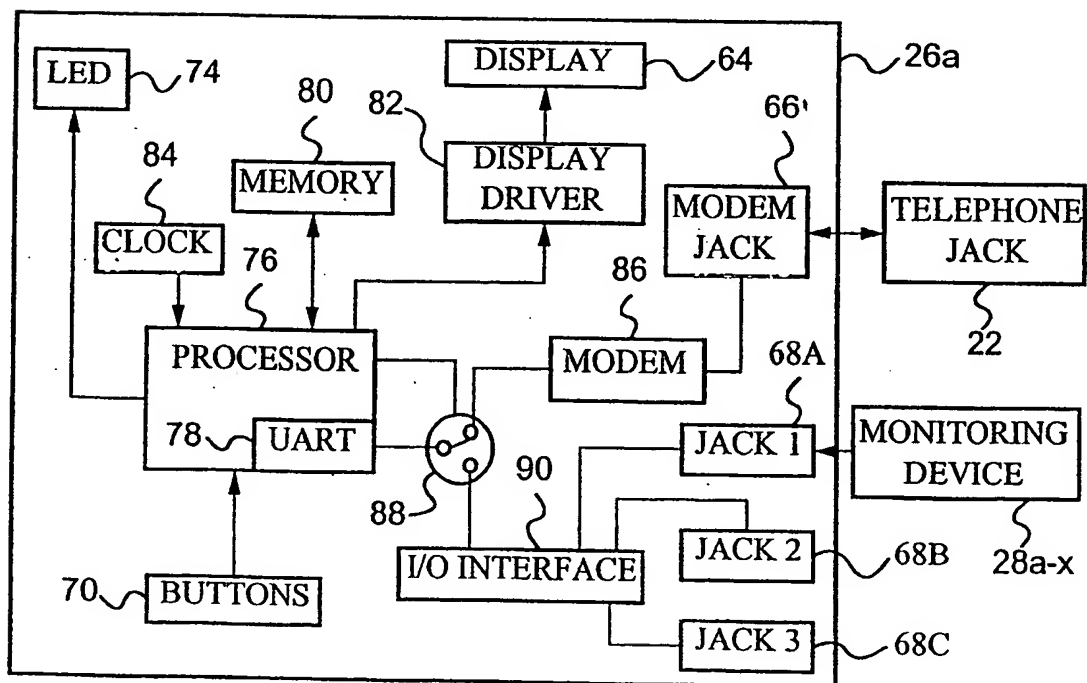 LED
74
DISPLAY
64
26a
80
82
66'
84
MEMORY
DISPLAY
DRIVER
MODEM
JACK
TELEPHONE
JACK
CLOCK
76
86
22
PROCESSOR
MODEM
68A
78
UART
JACK 1
MONITORING
DEVICE
88
90
I/O INTERFACE
JACK 2
68B
28a-x
70
BUTTONS
JACK 3
68C